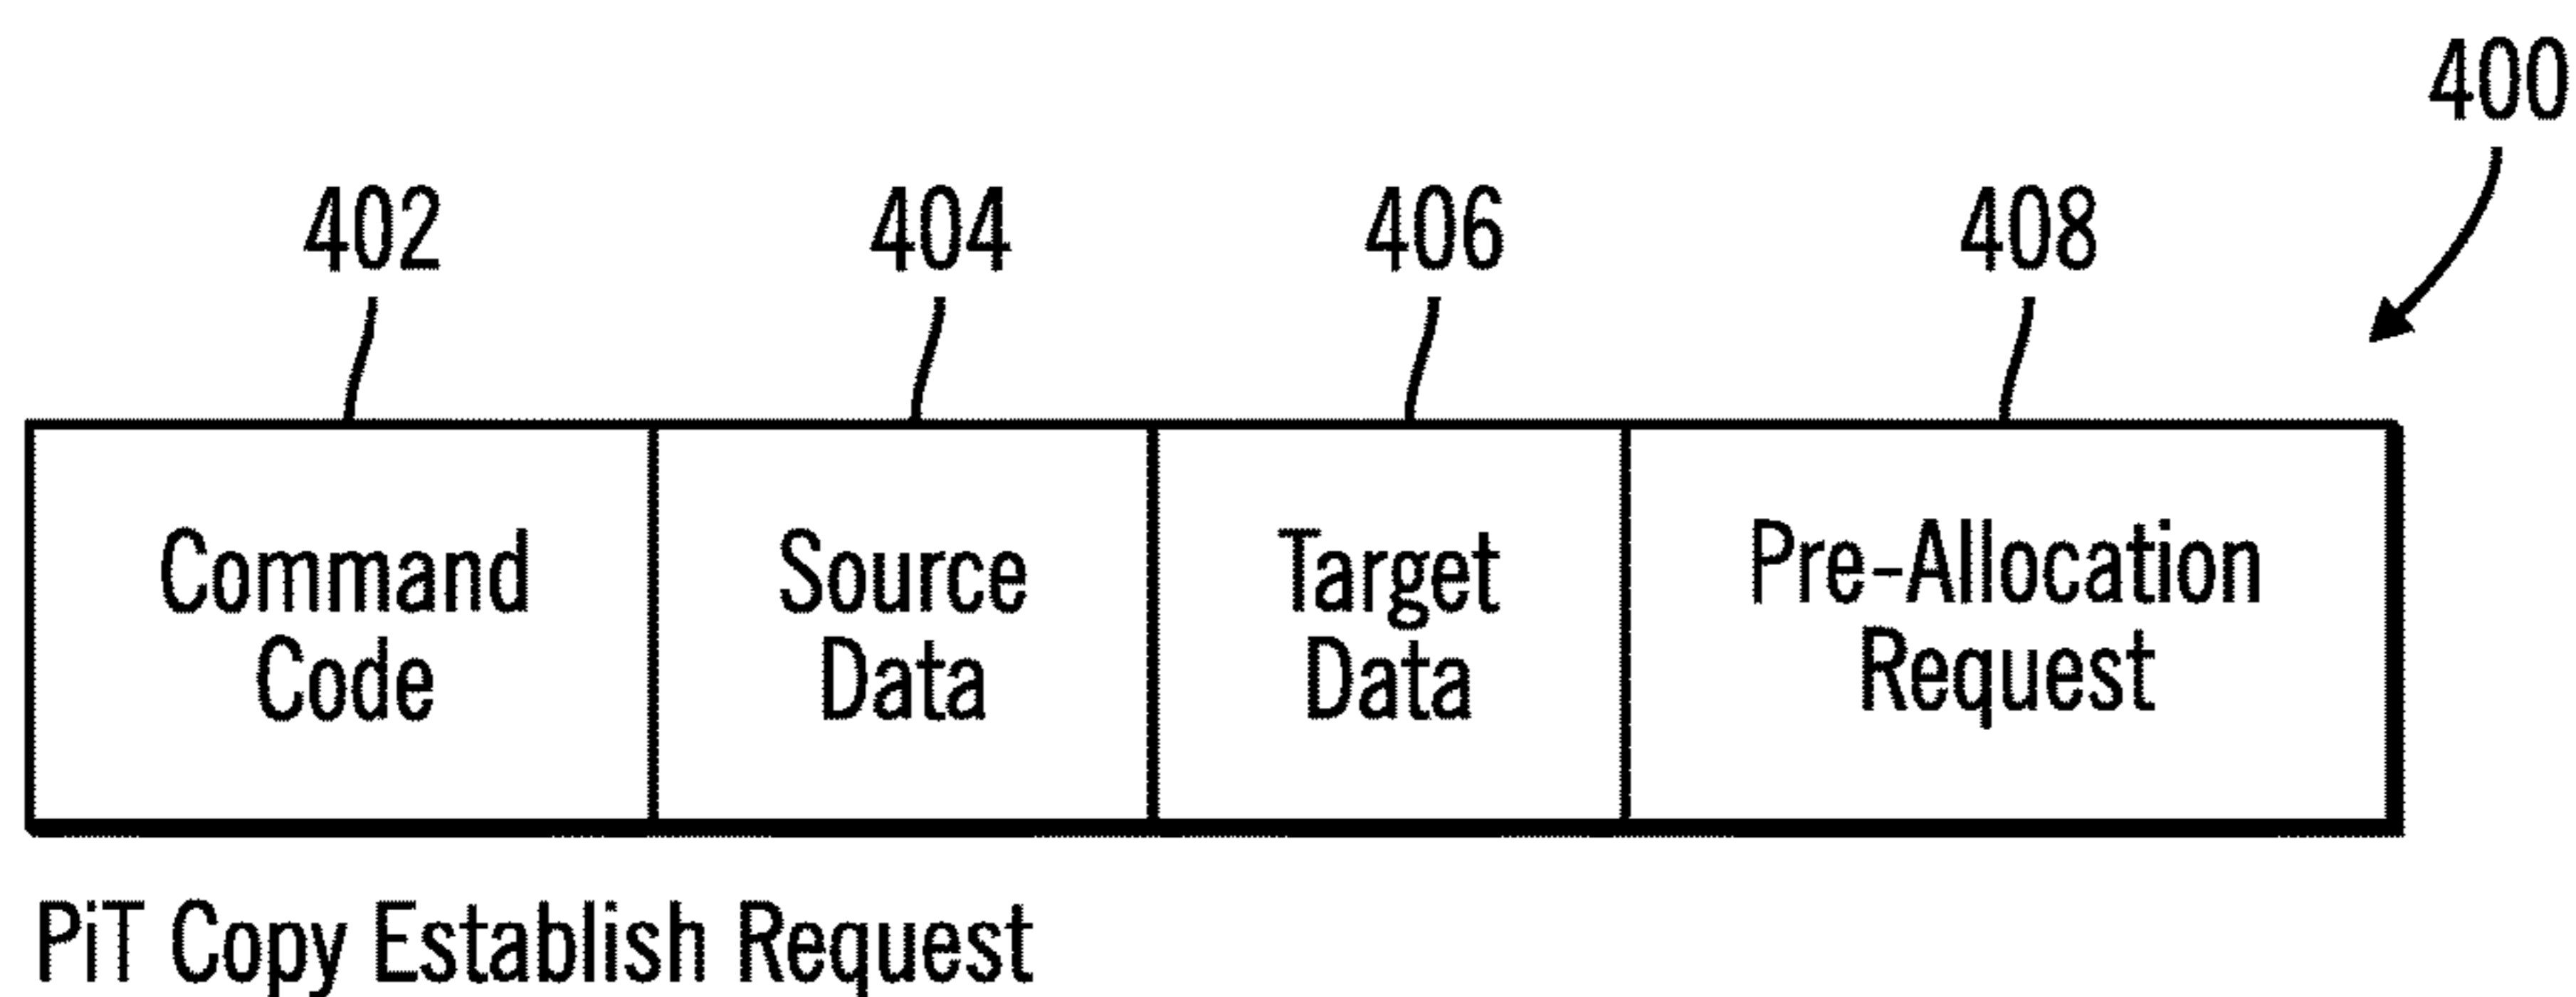 400
402 404 406 408
Command Code
Source Data
Target Data
Pre-Allocation Request
PiT Copy Establish Request